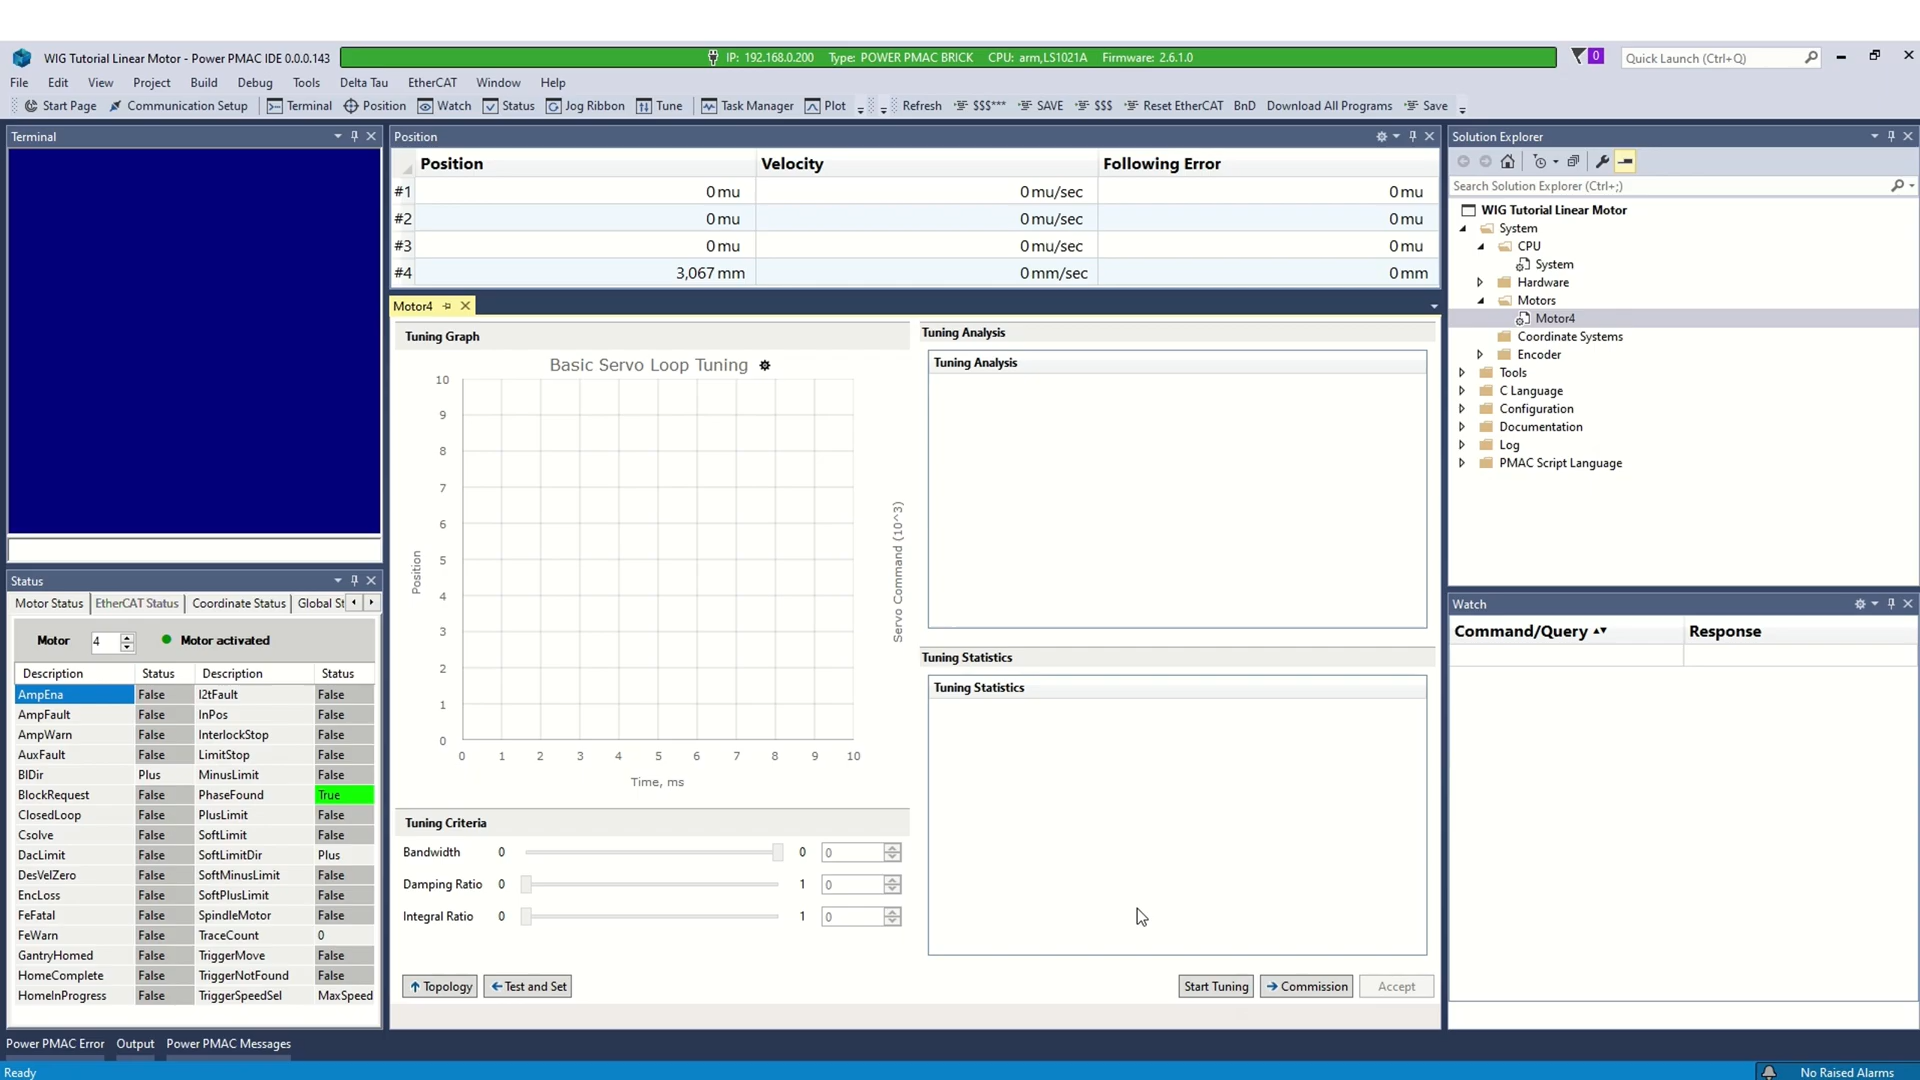 WIG Tutorial Linear Motor - Power PMAC IDE 0.0.0.143
IP: 192.168.0.200 Type: POWER PMAC BRICK CPU: arm,LS1021A Firmware: 2.6.1.0
0
Quick Launch (Ctrl+Q)
File Edit View Project Build Debug Tools Delta Tau EtherCAT Window Help
Start Page Communication Setup Terminal Position Watch Status Jog Ribbon Tune Task Manager Plot Refresh $$$*** SAVE $$$ Reset EtherCAT BnD Download All Programs Save
Terminal
Position
Position Velocity Following Error
#1 0 mu 0 mu/sec 0 mu
#2 0 mu 0 mu/sec 0 mu
#3 0 mu 0 mu/sec 0 mu
#4 3,067 mm 0 mm/sec 0 mm
Motor4
Tuning Graph
Basic Servo Loop Tuning
10
9
8
7
6
5
4
3
2
1
0
Position
Servo Command (10^3)
0 1 2 3 4 5 6 7 8 9 10
Time, ms
Tuning Criteria
Bandwidth 0 0 0
Damping Ratio 0 1 0
Integral Ratio 0 1 0
Topology Test and Set
Tuning Analysis
Tuning Analysis
Tuning Statistics
Tuning Statistics
Start Tuning Commission Accept
Status
Motor Status EtherCAT Status Coordinate Status Global St
Motor 4 Motor activated
Description Status Description Status
AmpEna False I2tFault False
AmpFault False InPos False
AmpWarn False InterlockStop False
AuxFault False LimitStop False
BlDir Plus MinusLimit False
BlockRequest False PhaseFound True
ClosedLoop False PlusLimit False
Csolve False SoftLimit False
DacLimit False SoftLimitDir Plus
DesVelZero False SoftMinusLimit False
EncLoss False SoftPlusLimit False
FeFatal False SpindleMotor False
FeWarn False TraceCount 0
GantryHomed False TriggerMove False
HomeComplete False TriggerNotFound False
HomeInProgress False TriggerSpeedSel MaxSpeed
Solution Explorer
Search Solution Explorer (Ctrl+;)
WIG Tutorial Linear Motor
System
CPU
System
Hardware
Motors
Motor4
Coordinate Systems
Encoder
Tools
C Language
Configuration
Documentation
Log
PMAC Script Language
Watch
Command/Query Response
Power PMAC Error Output Power PMAC Messages
Ready
No Raised Alarms